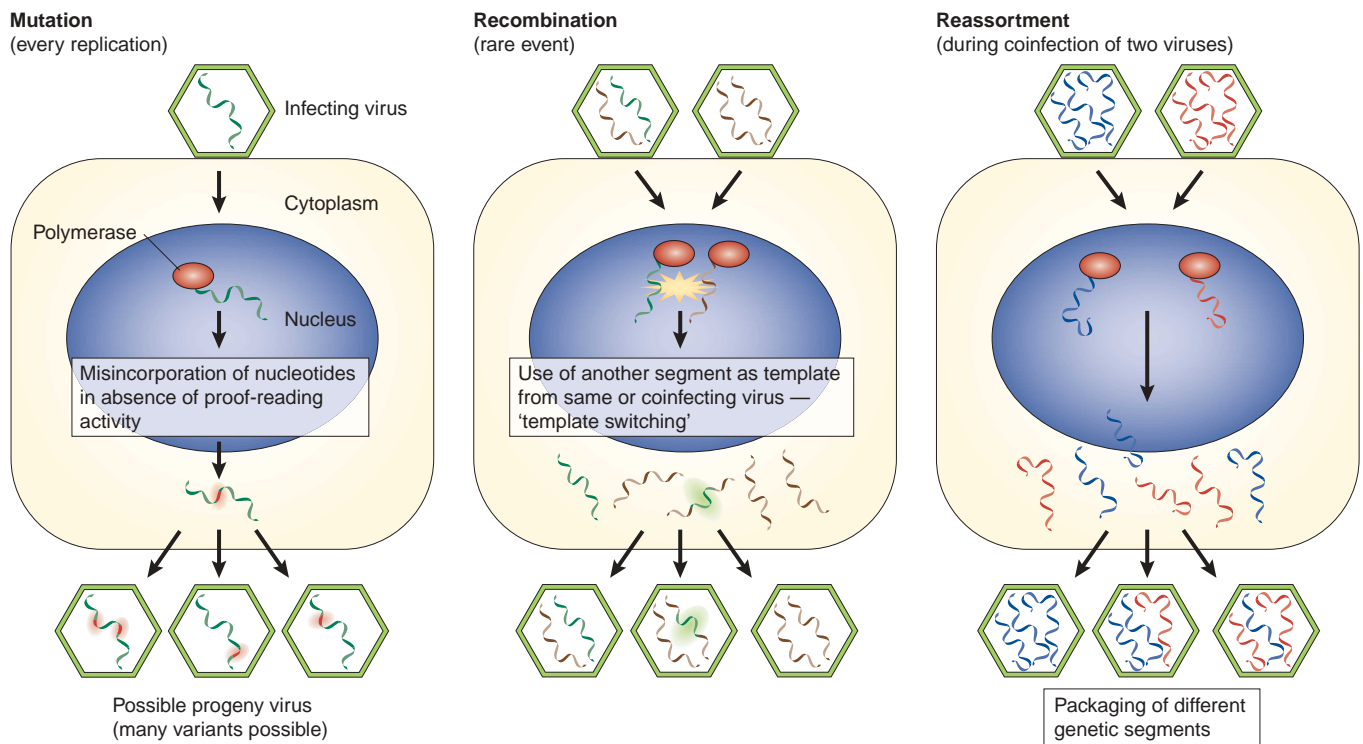 Mutation
(every replication)
Infecting virus
Cytoplasm
Polymerase
Nucleus
Misincorporation of nucleotides
in absence of proof-reading
activity
Possible progeny virus
(many variants possible)
Recombination
(rare event)
Use of another segment as template
from same or coinfecting virus —
‘template switching’
Reassortment
(during coinfection of two viruses)
Packaging of different
genetic segments